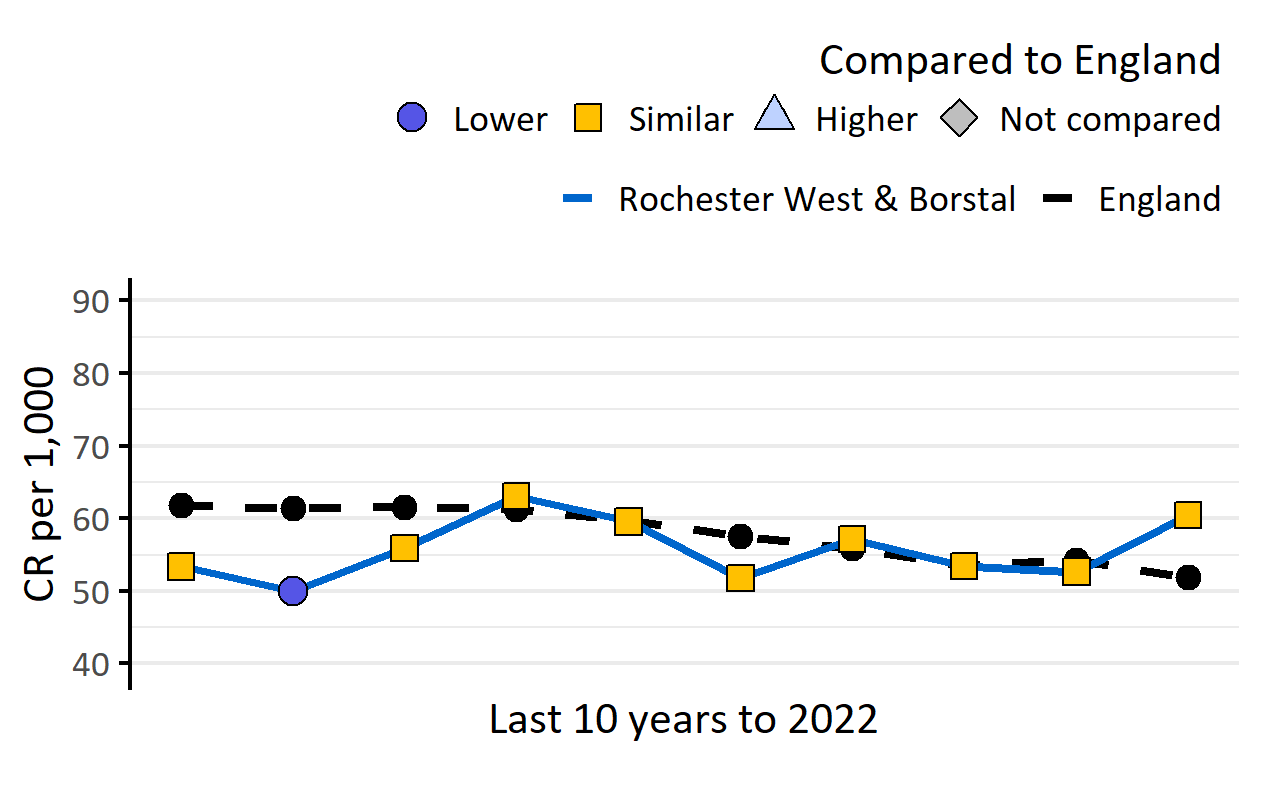 Compared to England
Lower Similar Higher Not compared
Rochester West & Borstal England
90
80
70
60
50
40
CR per 1,000
Last 10 years to 2022